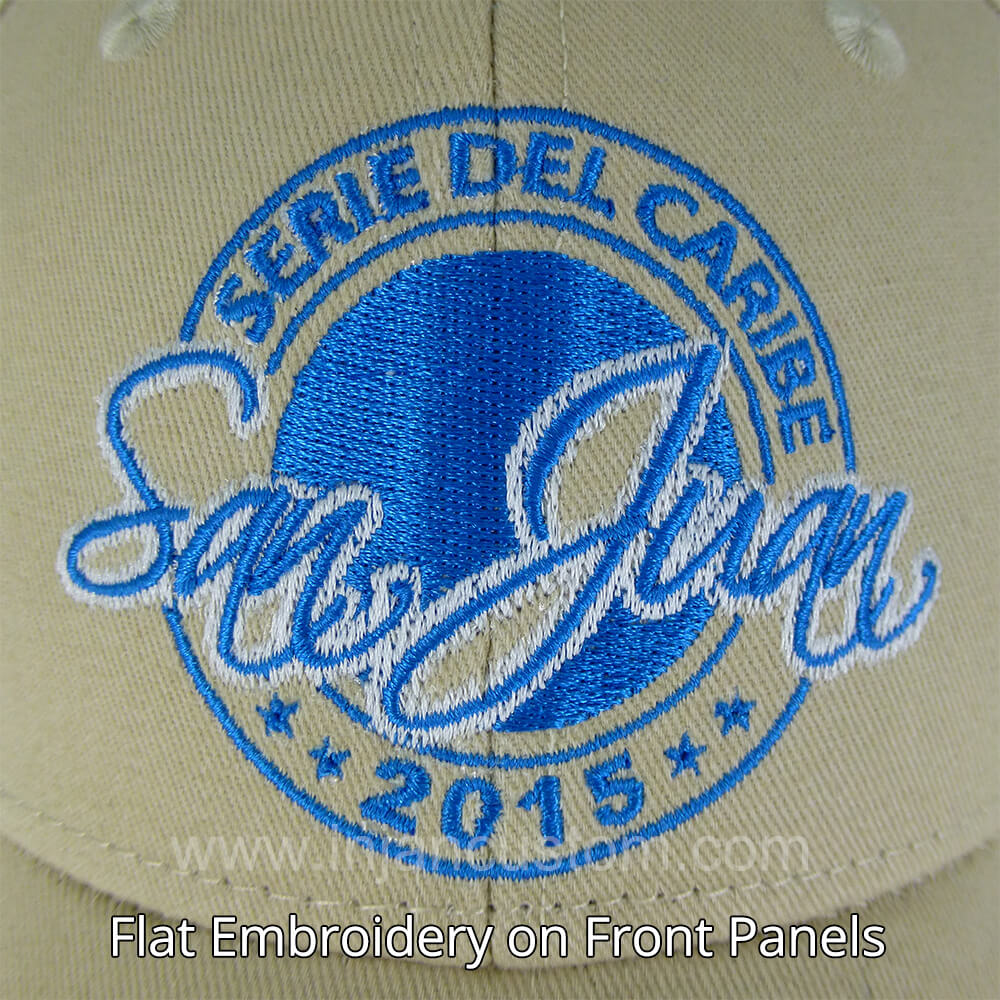 SERIE DEL CARIBE
San Juan
2015
Flat Embroidery on Front Panels